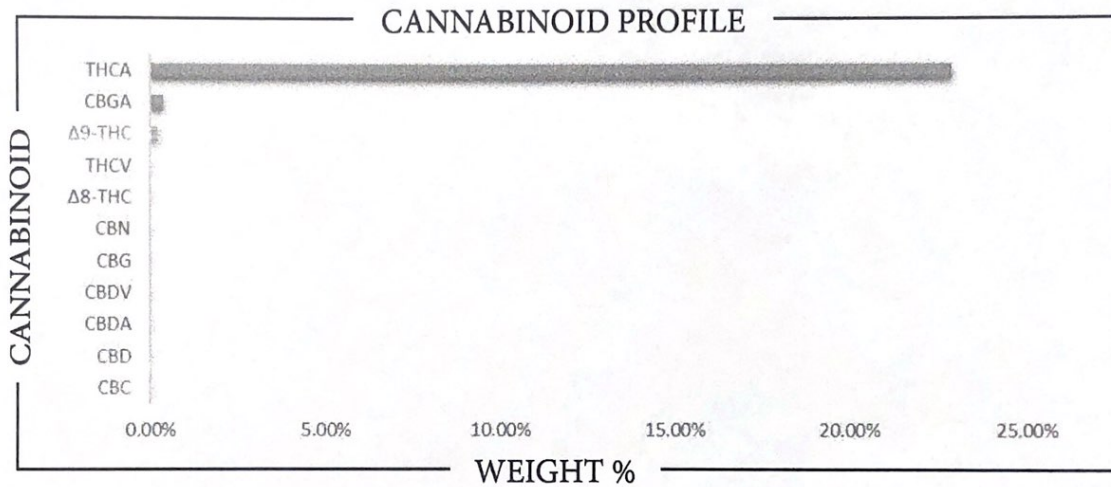 CANNABINOID PROFILE
CANNABINOID
THCA
CBGA
Δ9-THC
THCV
Δ8-THC
CBN
CBG
CBDV
CBDA
CBD
CBC
0.00% 5.00% 10.00% 15.00% 20.00% 25.00%
WEIGHT %